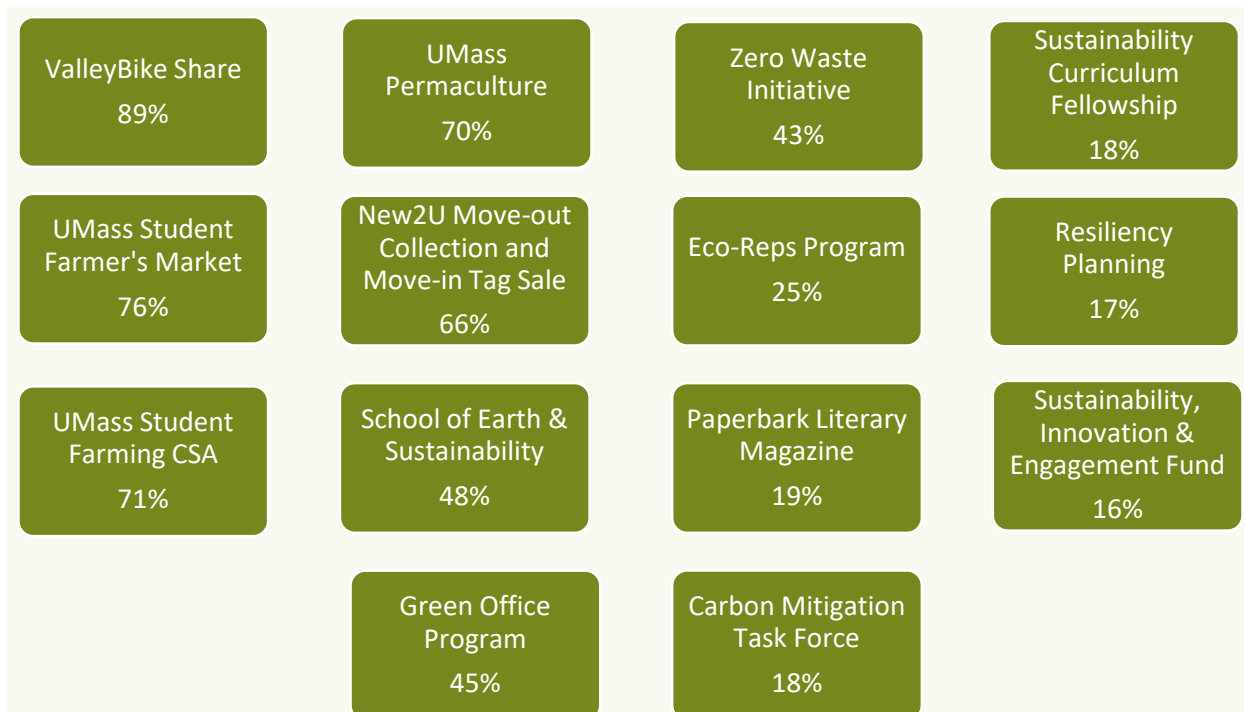 ValleyBike Share
89%
UMass
Permaculture
70%
Zero Waste
Initiative
43%
Sustainability
Curriculum
Fellowship
18%
UMass Student
Farmer's Market
76%
New2U Move-out
Collection and
Move-in Tag Sale
66%
Eco-Reps Program
25%
Resiliency
Planning
17%
UMass Student
Farming CSA
71%
School of Earth &
Sustainability
48%
Paperbark Literary
Magazine
19%
Sustainability,
Innovation &
Engagement Fund
16%
Green Office
Program
45%
Carbon Mitigation
Task Force
18%